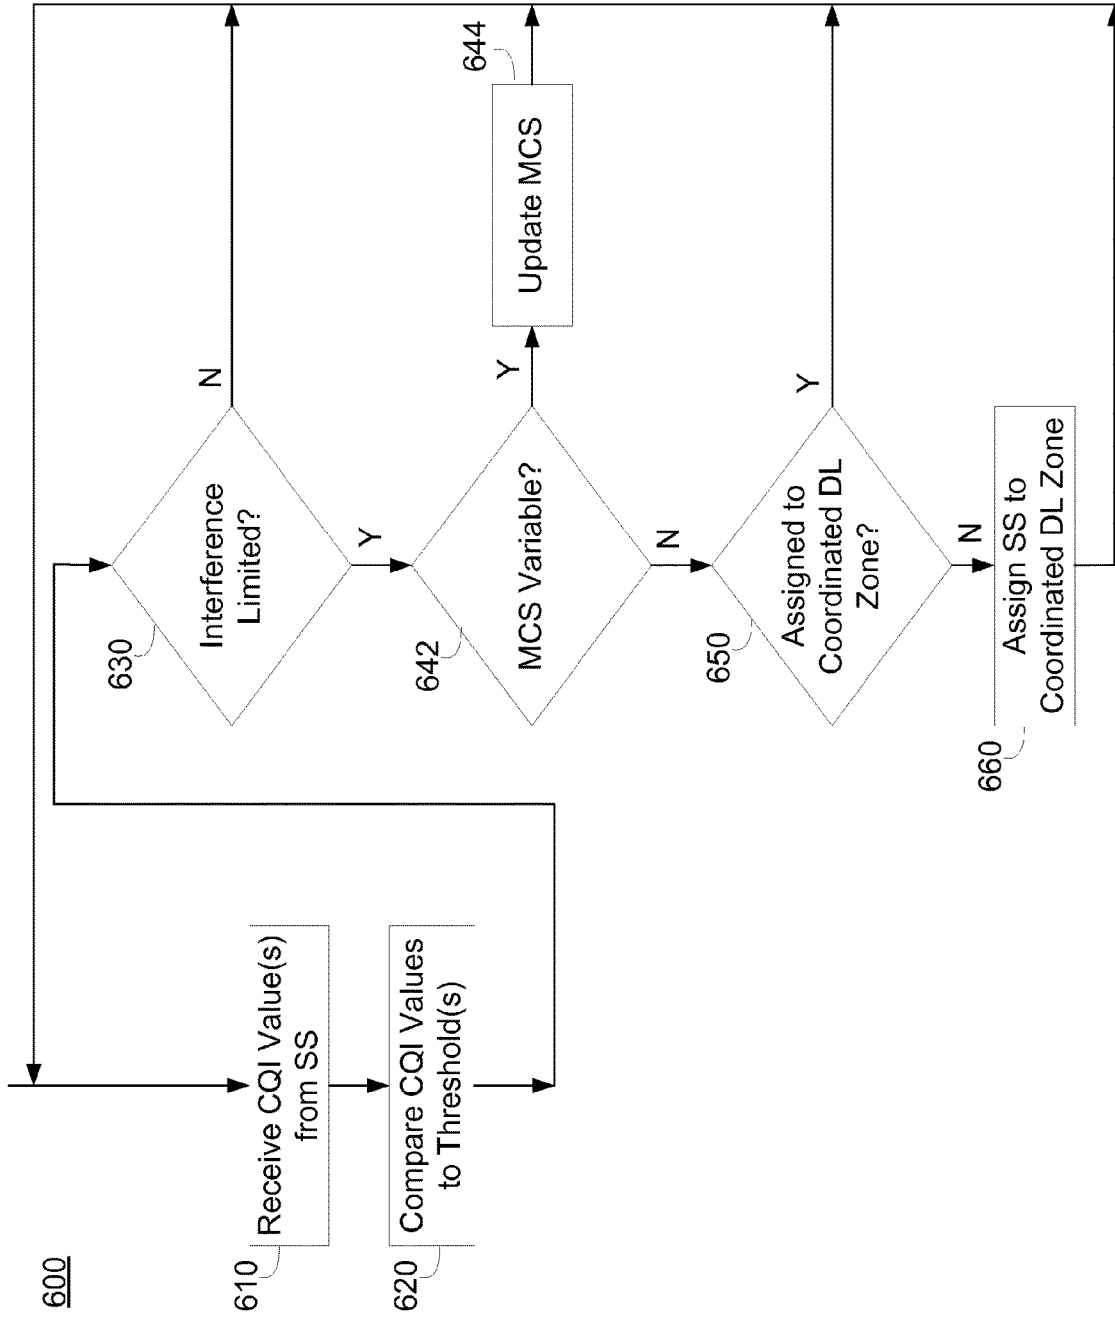 600
610
Receive CQI Value(s)
from SS
620
Compare CQI Values
to Threshold(s)
630
Interference
Limited?
N
Y
642
MCS Variable?
Y
644
Update MCS
N
650
Assigned to
Coordinated DL
Zone?
Y
N
660
Assign SS to
Coordinated DL Zone